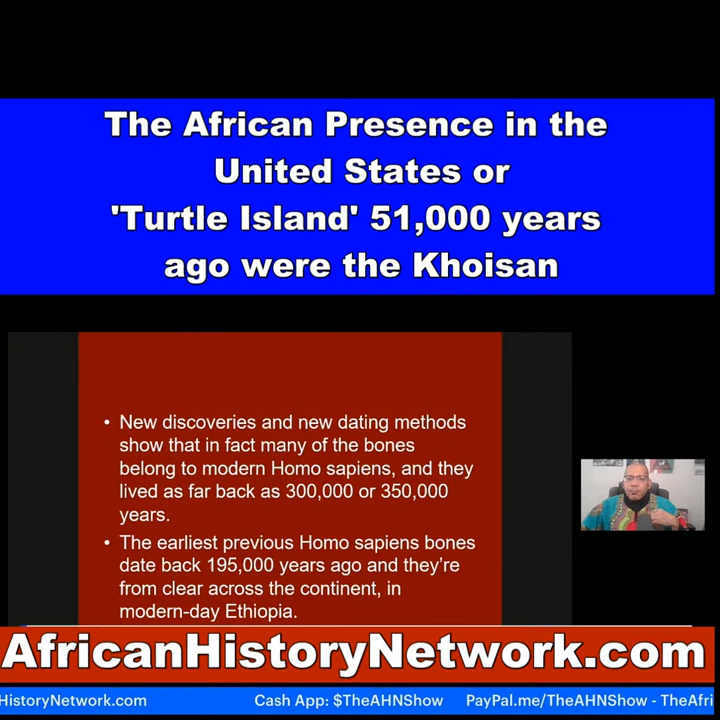 The African Presence in the
United States or
'Turtle Island' 51,000 years
ago were the Khoisan
• New discoveries and new dating methods
show that in fact many of the bones
belong to modern Homo sapiens, and they
lived as far back as 300,000 or 350,000
years.
• The earliest previous Homo sapiens bones
date back 195,000 years ago and they're
from clear across the continent, in
modern-day Ethiopia.
AfricanHistoryNetwork.com
HistoryNetwork.com Cash App: $TheAHNShow PayPal.me/TheAHNShow - TheAfri